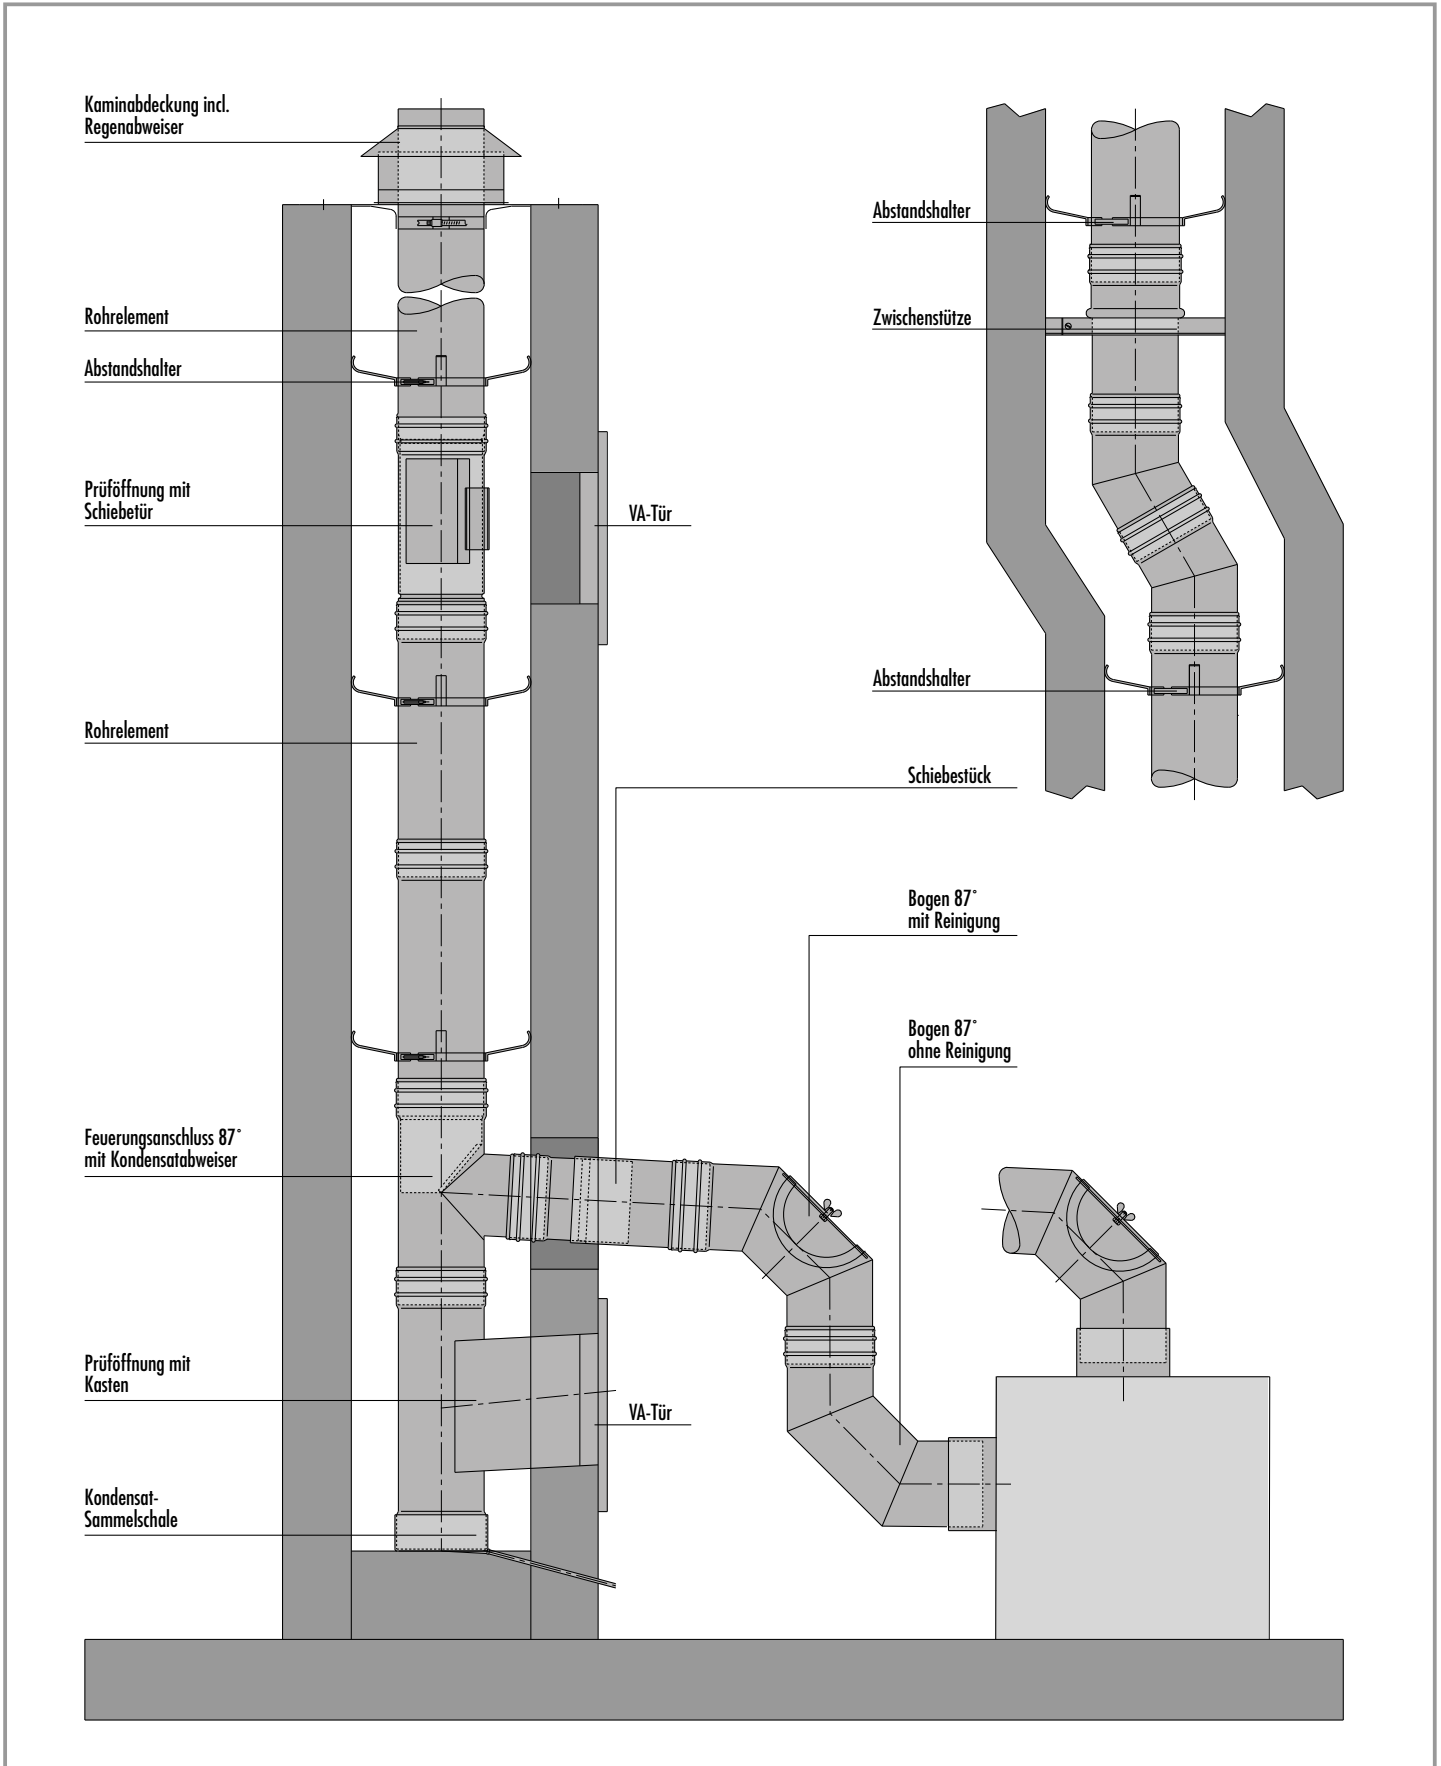 Kaminabdeckung incl.
Regenabweiser
Rohrelement
Abstandshalter
Prüföffnung mit
Schiebetür
VA-Tür
Rohrelement
Feuerungsanschluss 87°
mit Kondensatabweiser
Prüföffnung mit
Kasten
VA-Tür
Kondensat-
Sammelschale
Abstandshalter
Zwischenstütze
Abstandshalter
Schiebestück
Bogen 87°
mit Reinigung
Bogen 87°
ohne Reinigung